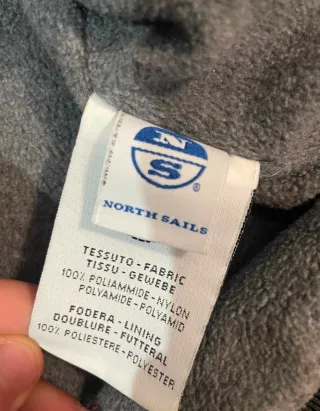 N
S
®
NORTH SAILS
TESSUTO - FABRIC
TISSU - GEWEBE
100% POLIAMMIDE - NYLON
POLYAMIDE - POLYAMID
FODERA - LINING
DOUBLURE - FUTTERAL
100% POLIESTERE - POLYESTER